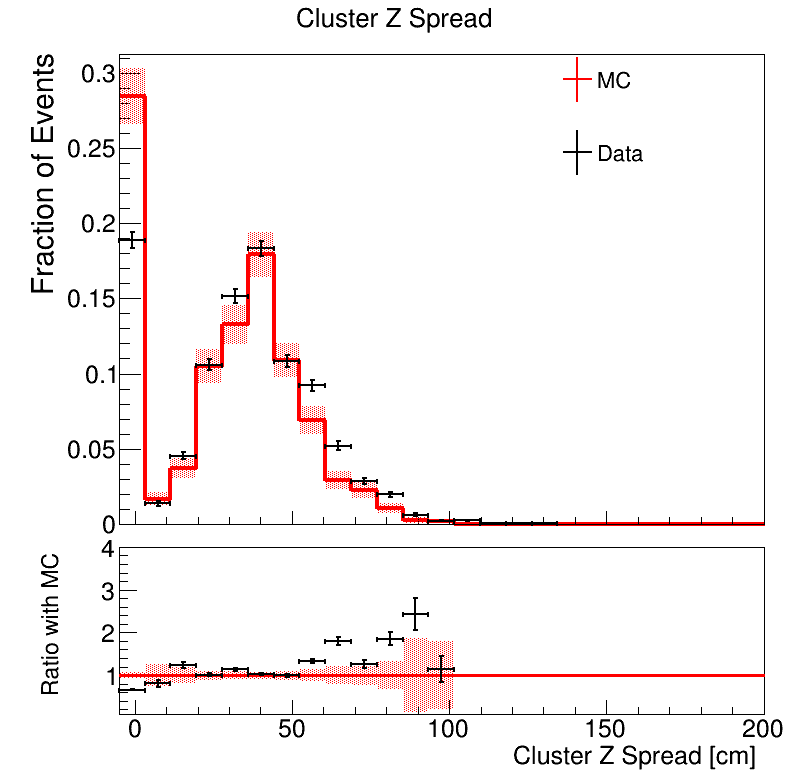 Cluster Z Spread
Fraction of Events
0.3
0.25
0.2
0.15
0.1
0.05
0
MC
Data
Ratio with MC
4
3
2
1
0
50
100
150
200
Cluster Z Spread [cm]